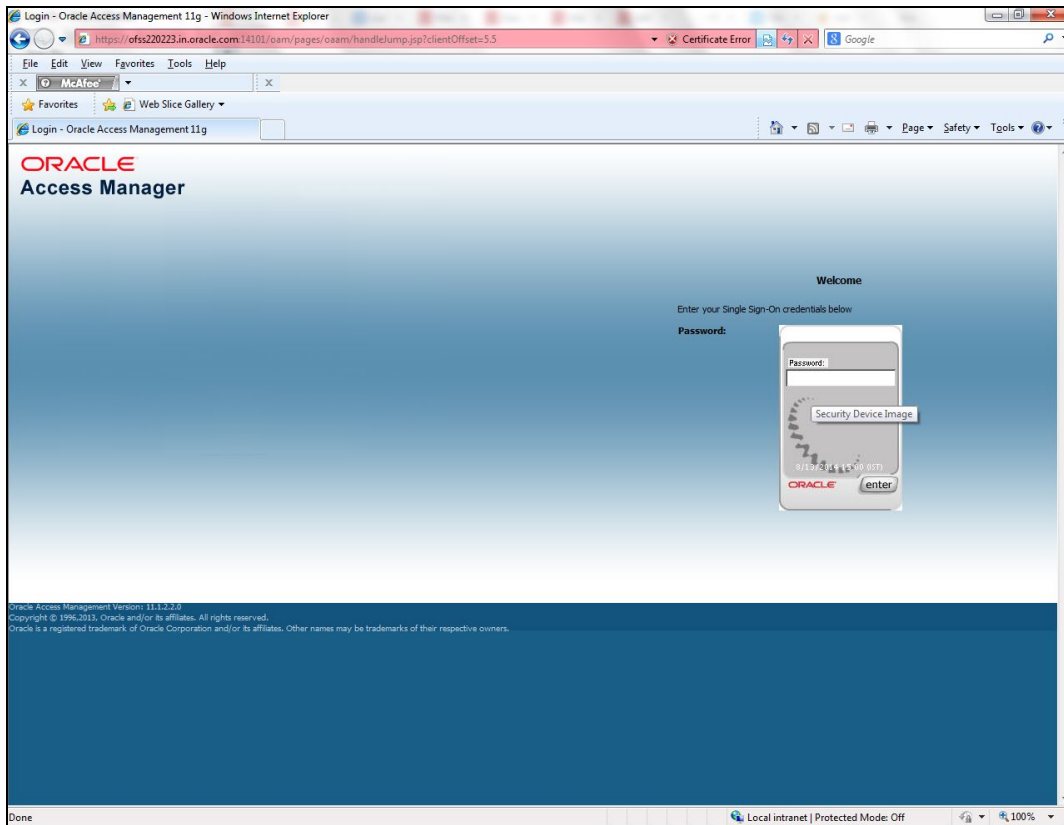 Login - Oracle Access Management 11g - Windows Internet Explorer
https://ofss220223.in.oracle.com:14101/oam/pages/oaam/handleJump.jsp?clientOffset=5.5
Certificate Error
Google
File Edit View Favorites Tools Help
X McAfee X
Favorites Web Slice Gallery
Login - Oracle Access Management 11g
Page Safety Tools
ORACLE
Access Manager
Welcome
Enter your Single Sign-On credentials below
Password:
Password:
Security Device Image
ORACLE enter
Oracle Access Management Version: 11.1.2.2.0
Copyright © 1996,2013, Oracle and/or its affiliates. All rights reserved.
Oracle is a registered trademark of Oracle Corporation and/or its affiliates. Other names may be trademarks of their respective owners.
Done
Local intranet | Protected Mode: Off
100%